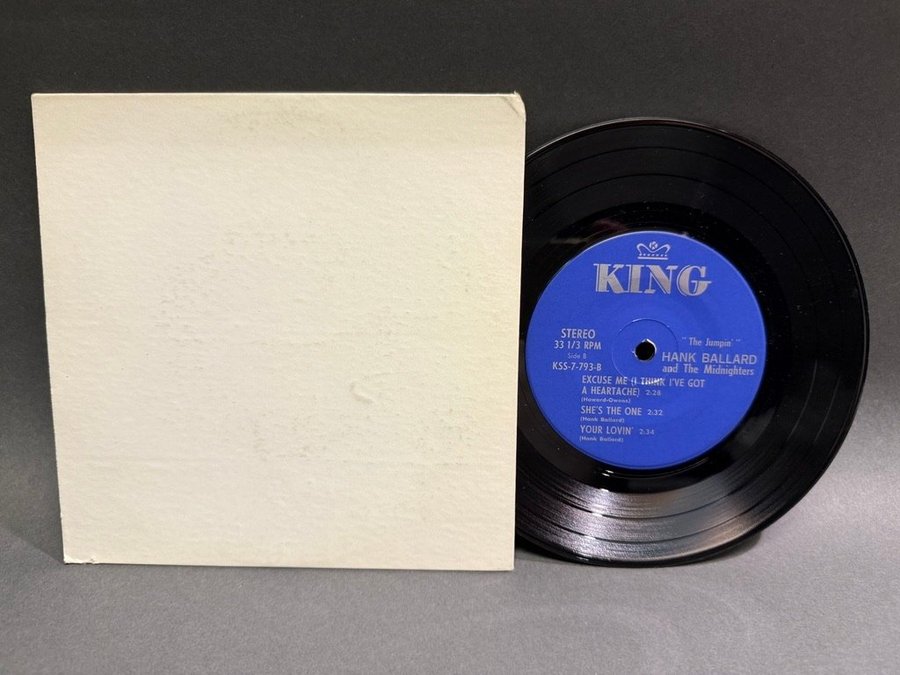 K
KING
STEREO
33 1/3 RPM
Side B
KSS-7-793-B
"The Jumpin'"
HANK BALLARD
and The Midnighters
EXCUSE ME (I THINK I'VE GOT
A HEARTACHE) 2:28
(Howard-Owens)
SHE'S THE ONE 2:32
(Hank Ballard)
YOUR LOVIN' 2:34
(Hank Ballard)